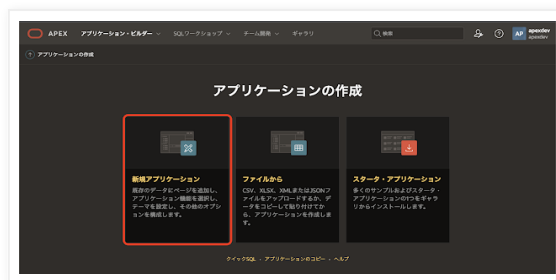 APEX アプリケーション・ビルダー SQLワークショップ チーム開発 ギャラリ 検索 AP apexdev
apexdev
アプリケーションの作成
アプリケーションの作成
新規アプリケーション
既存のデータにページを追加し、
アプリケーション機能を選択し、
テーマを設定し、その他のオプシ
ョンを構成します。
ファイルから
CSV、XLSX、XMLまたはJSONフ
ァイルをアップロードするか、デ
ータをコピーして貼り付けてか
ら、アプリケーションを作成しま
す。
スタータ・アプリケーション
多くのサンプルおよびスタータ・
アプリケーションの1つをギャラ
リからインストールします。
クイックSQL アプリケーションのコピー ヘルプ